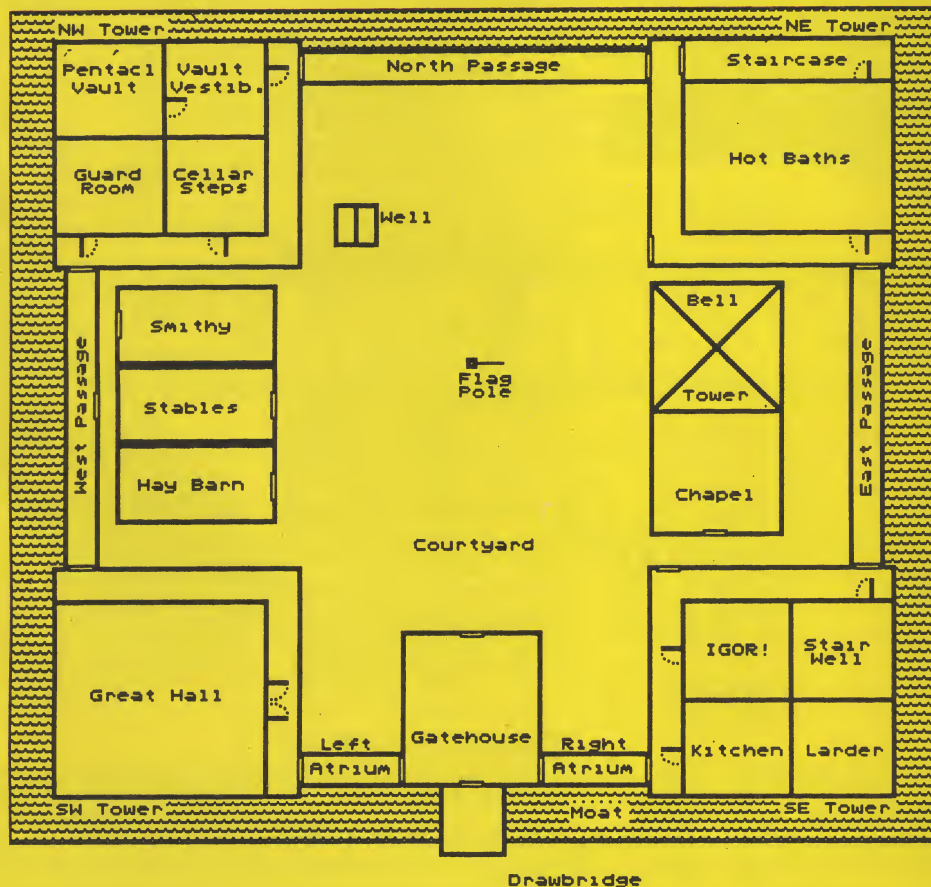 NW Tower
NE Tower
Pentacl
Vault
Vault
Vestib.
North Passage
Staircase
Guard
Room
Cellar
Steps
Hot Baths
Well
Smithy
Bell
Tower
Flag
Pole
Stables
West Passage
East Passage
Hay Barn
Chapel
Courtyard
IGOR!
Stair
Well
Great Hall
Left
Atrium
Gatehouse
Right
Atrium
Kitchen
Larder
SW Tower
Moat
SE Tower
Drawbridge